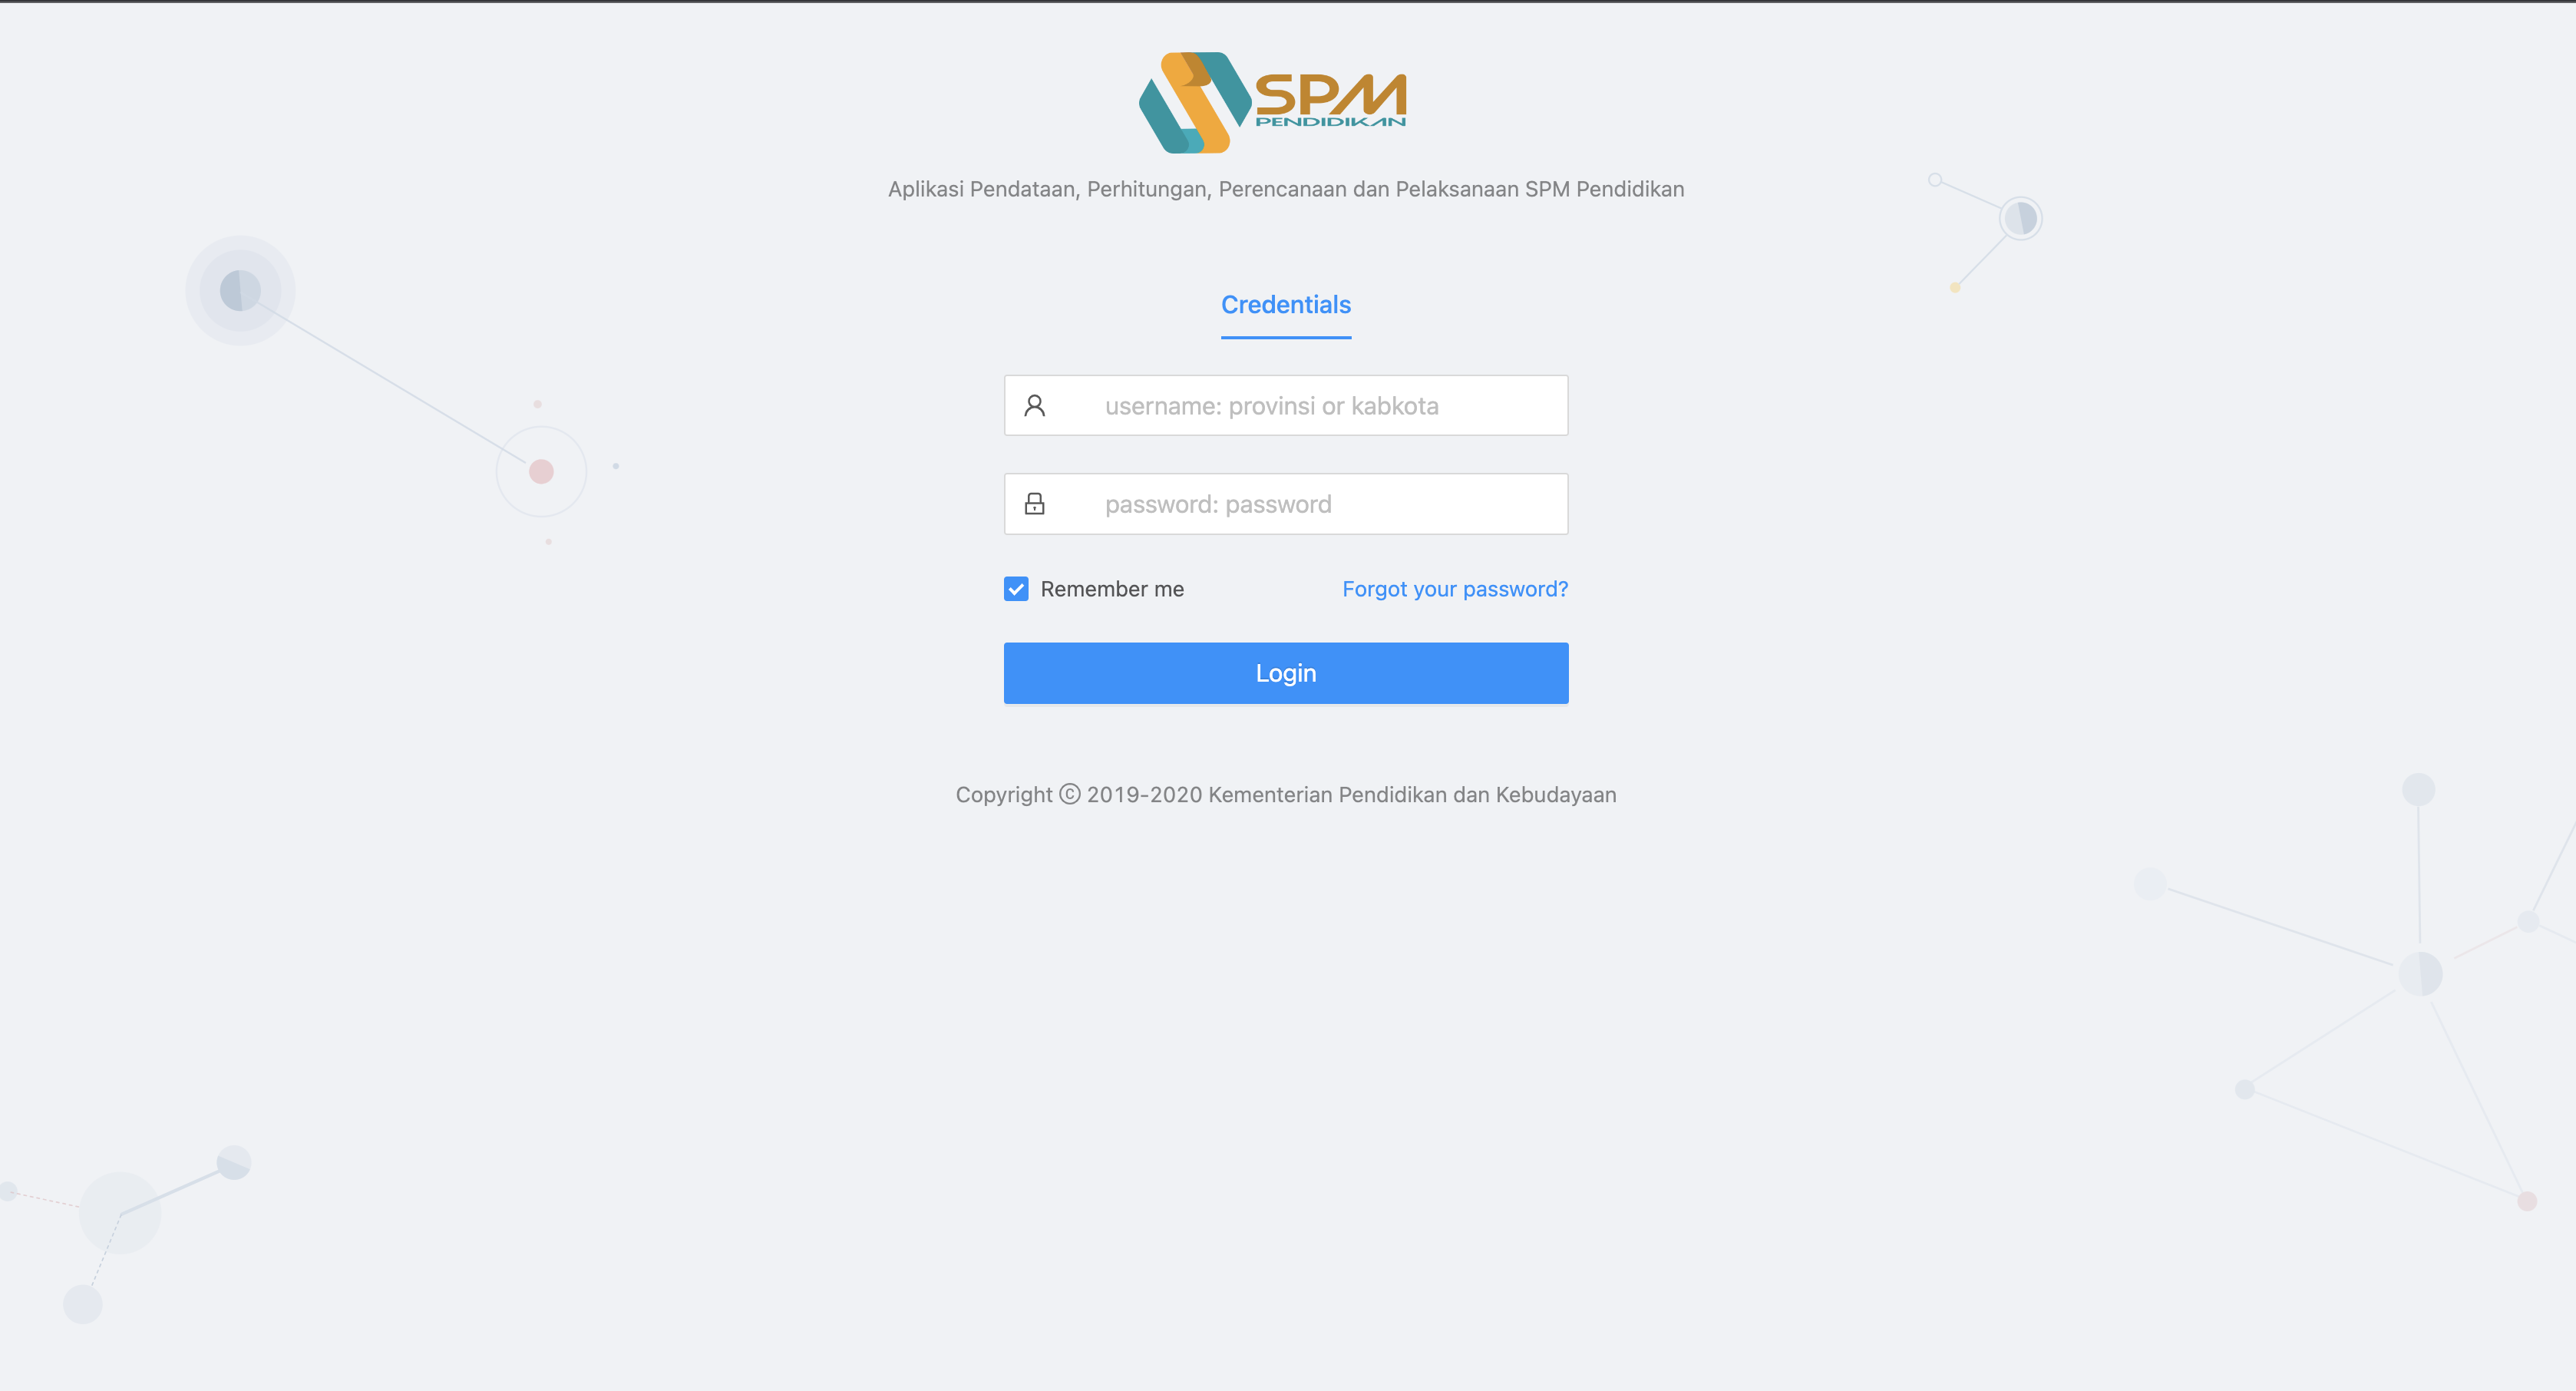 SPM
PENDIDIKAN
Aplikasi Pendataan, Perhitungan, Perencanaan dan Pelaksanaan SPM Pendidikan
Credentials
username: provinsi or kabkota
password: password
Remember me
Forgot your password?
Login
Copyright © 2019-2020 Kementerian Pendidikan dan Kebudayaan